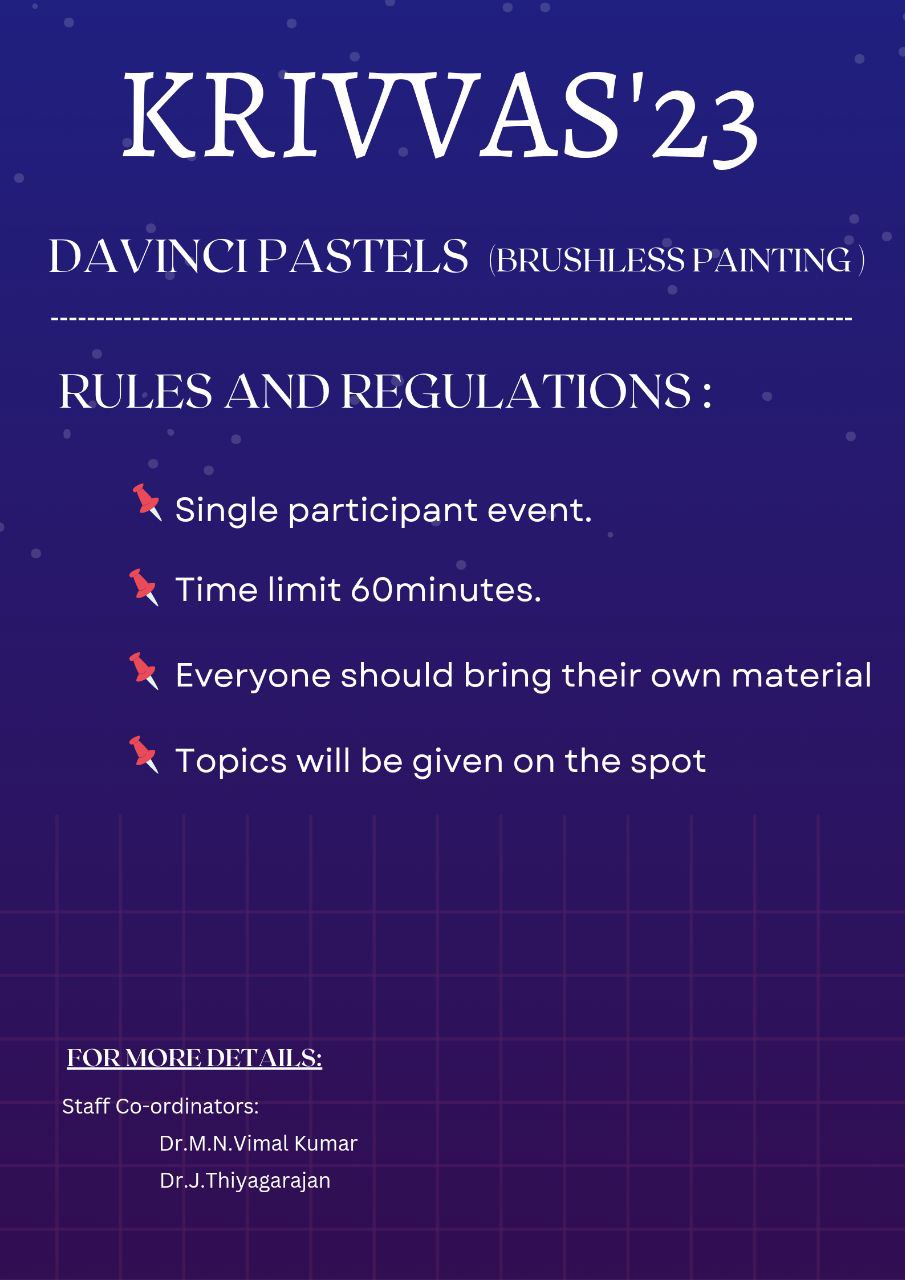 KRIVVAS'23
DAVINCI PASTELS (BRUSHLESS PAINTING )
RULES AND REGULATIONS :
Single participant event.
Time limit 60minutes.
Everyone should bring their own material
Topics will be given on the spot
FOR MORE DETAILS:
Staff Co-ordinators:
Dr.M.N.Vimal Kumar
Dr.J.Thiyagarajan